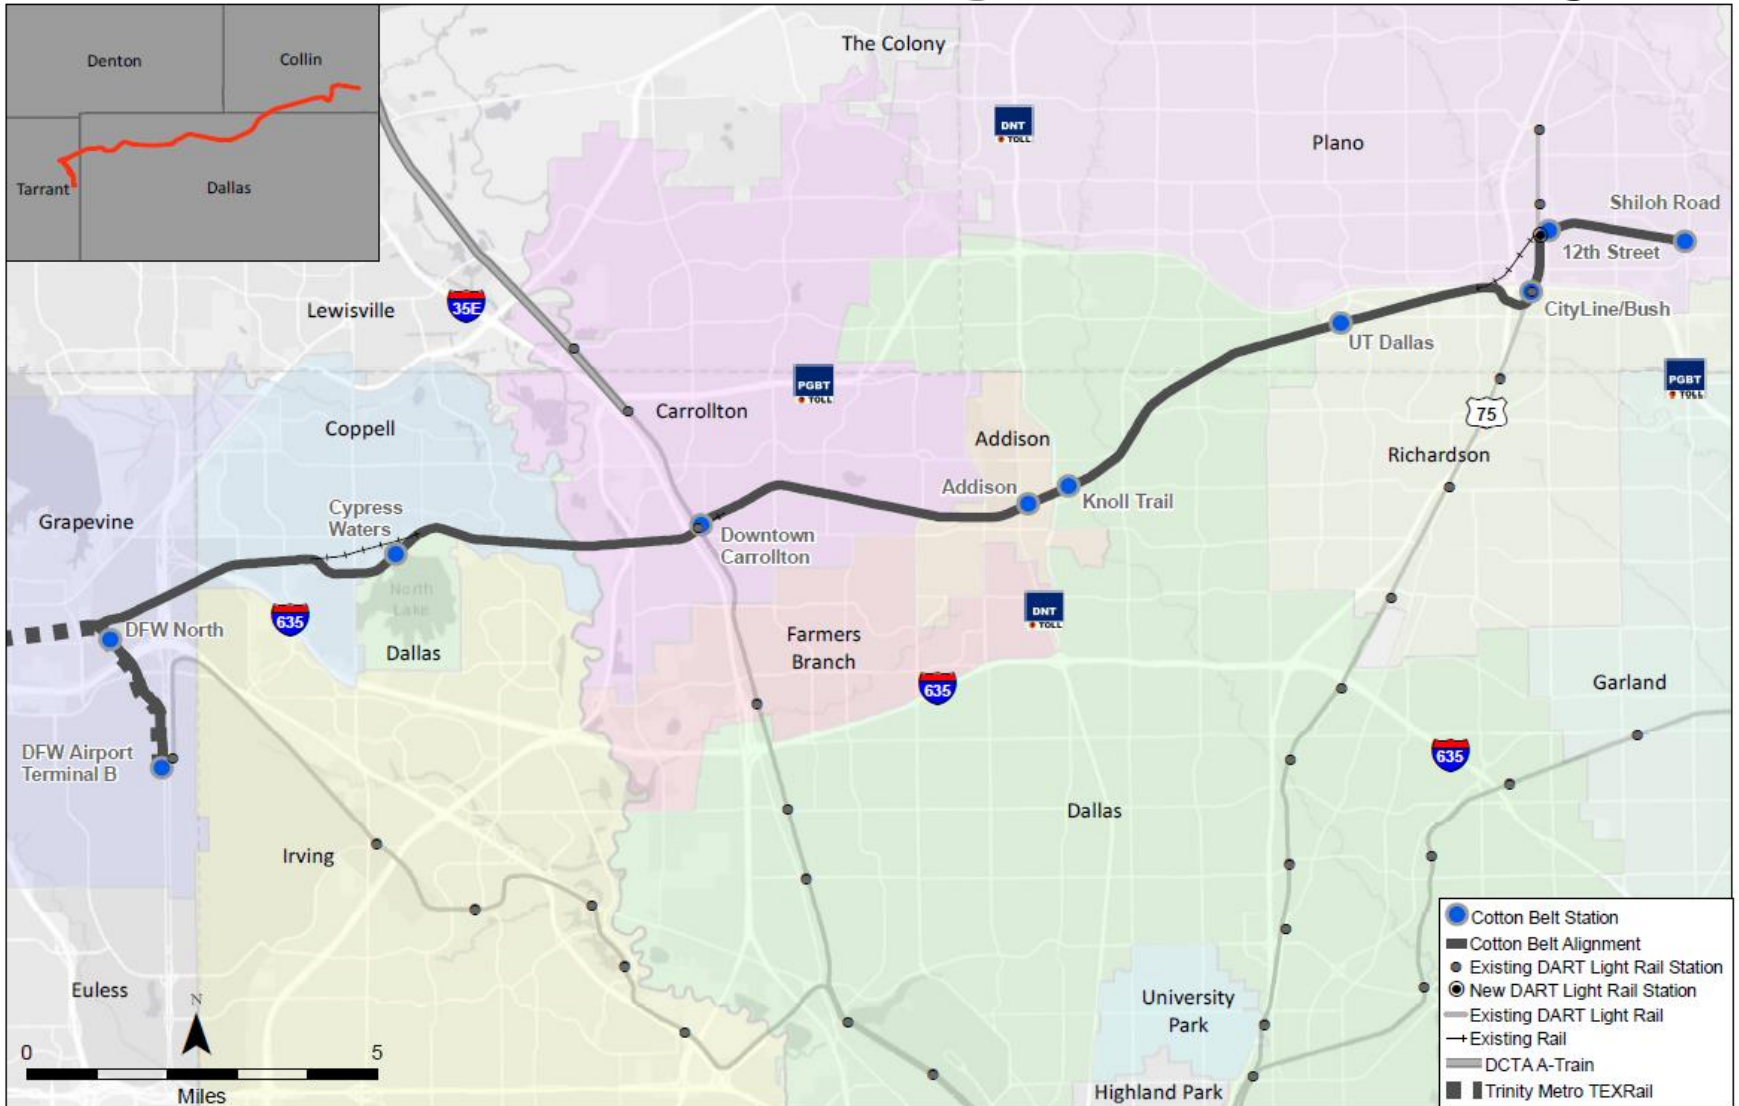 Denton
Collin
Tarrant
Dallas
The Colony
DNT
TOLL
Plano
Shiloh Road
12th Street
CityLine/Bush
UT Dallas
Lewisville
35E
PGBT
TOLL
PGBT
TOLL
Carrollton
Coppell
75
Addison
Richardson
Addison
Knoll Trail
Cypress
Waters
Grapevine
Downtown
Carrollton
North
Lake
635
DFW North
Dallas
DNT
TOLL
Farmers
Branch
635
Garland
DFW Airport
Terminal B
635
Dallas
Irving
Euless
N
University
Park
Highland Park
0
5
Miles
Cotton Belt Station
Cotton Belt Alignment
Existing DART Light Rail Station
New DART Light Rail Station
Existing DART Light Rail
Existing Rail
DCTA A-Train
Trinity Metro TEXRail